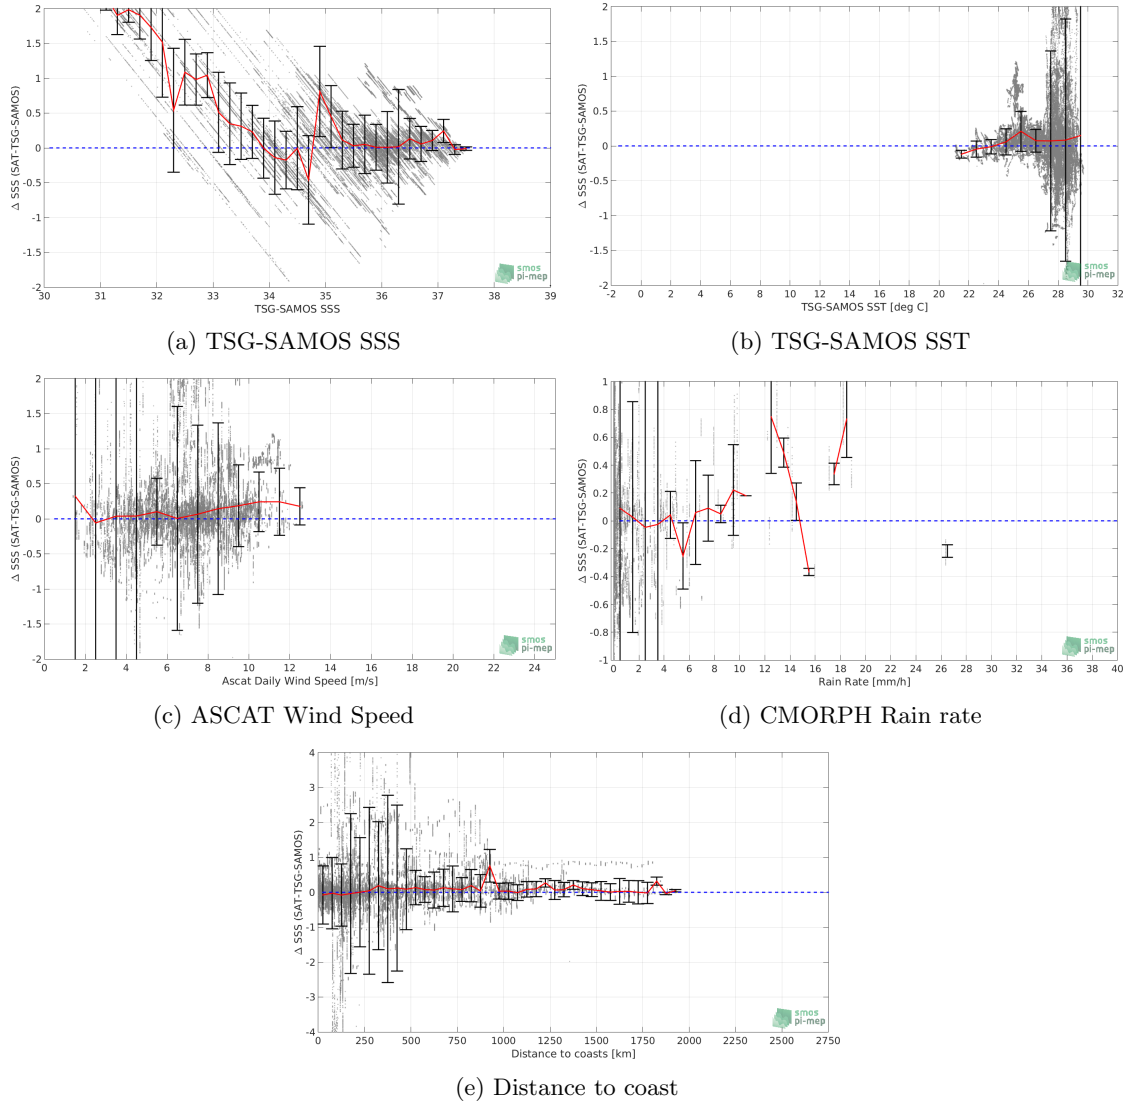 2
1.5
1
0.5
0
-0.5
-1
-1.5
-2
Δ SSS (SAT-TSG-SAMOS)
30 31 32 33 34 35 36 37 38 39
TSG-SAMOS SSS
smos
pi-mep
(a) TSG-SAMOS SSS
2
1.5
1
0.5
0
-0.5
-1
-1.5
-2
Δ SSS (SAT-TSG-SAMOS)
-2 0 2 4 6 8 10 12 14 16 18 20 22 24 26 28 30 32
TSG-SAMOS SST [deg C]
smos
pi-mep
(b) TSG-SAMOS SST
2
1.5
1
0.5
0
-0.5
-1
-1.5
-2
Δ SSS (SAT-TSG-SAMOS)
2 4 6 8 10 12 14 16 18 20 22 24
Ascat Daily Wind Speed [m/s]
smos
pi-mep
(c) ASCAT Wind Speed
1
0.8
0.6
0.4
0.2
0
-0.2
-0.4
-0.6
-0.8
-1
Δ SSS (SAT-TSG-SAMOS)
0 2 4 6 8 10 12 14 16 18 20 22 24 26 28 30 32 34 36 38 40
Rain Rate [mm/h]
smos
pi-mep
(d) CMORPH Rain rate
4
3
2
1
0
-1
-2
-3
-4
Δ SSS (SAT-TSG-SAMOS)
0 250 500 750 1000 1250 1500 1750 2000 2250 2500 2750
Distance to coasts [km]
smos
pi-mep
(e) Distance to coast